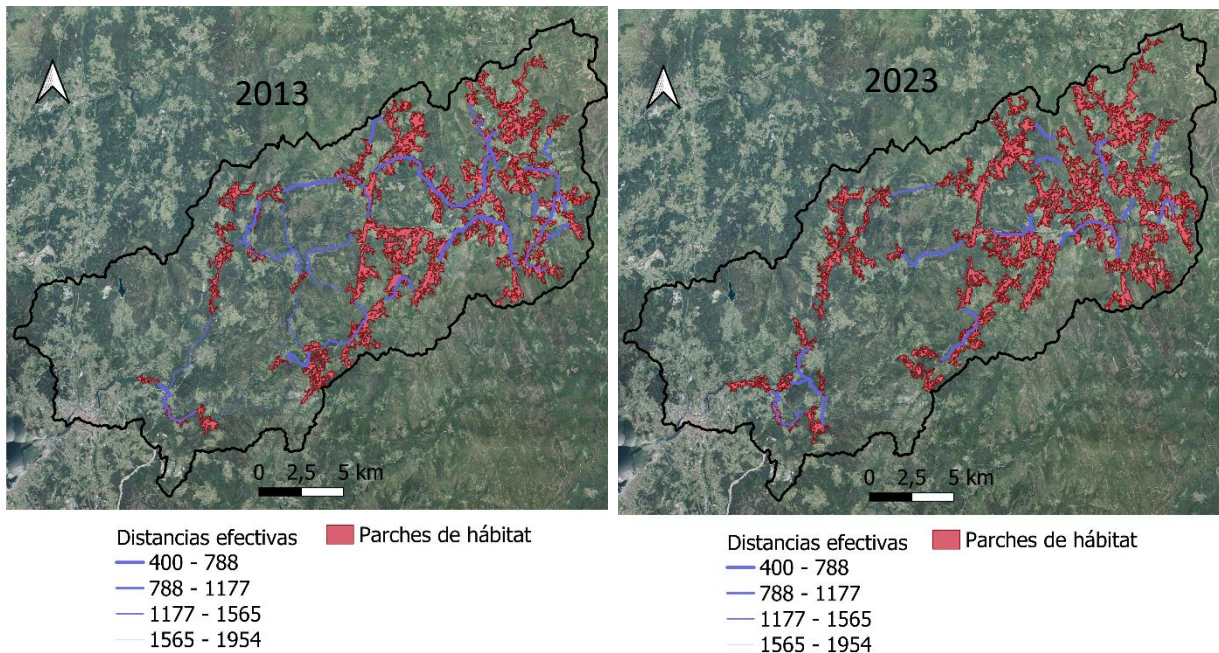 2013
0 2,5 5 km
Distancias efectivas
400 - 788
788 - 1177
1177 - 1565
1565 - 1954
Parches de hábitat
2023
0 2,5 5 km
Distancias efectivas
400 - 788
788 - 1177
1177 - 1565
1565 - 1954
Parches de hábitat